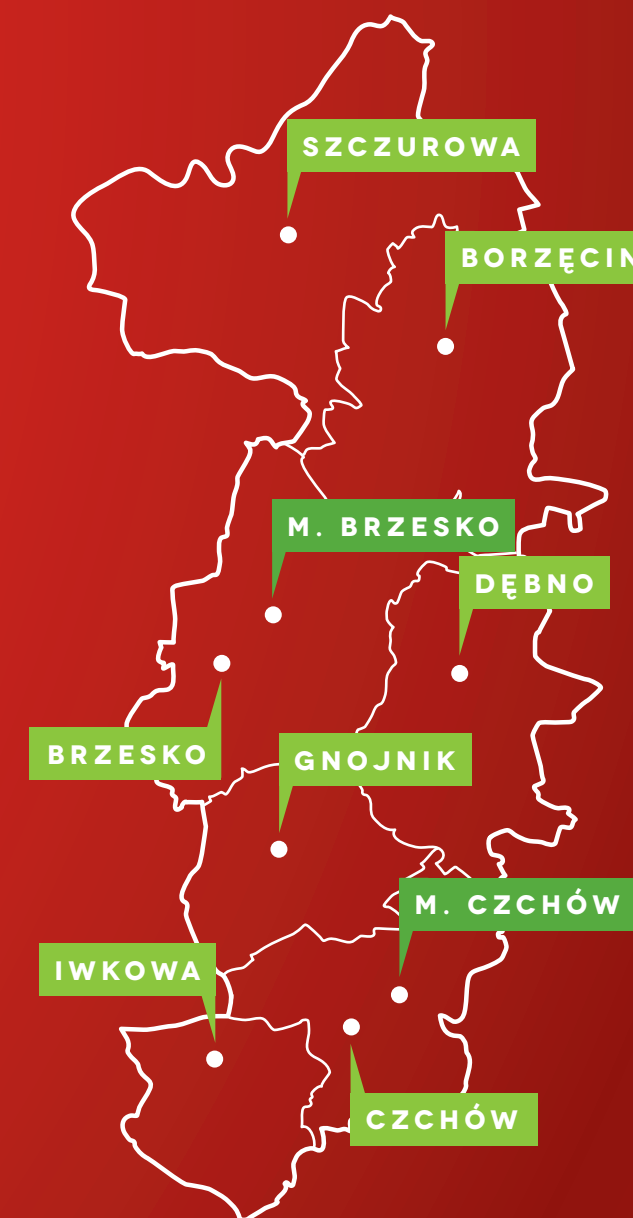 SZCZUROWA
BORZĘCIN
M. BRZESKO
DĘBNO
BRZESKO
GNOJNIK
M. CZCHÓW
IWKOWA
CZCHÓW